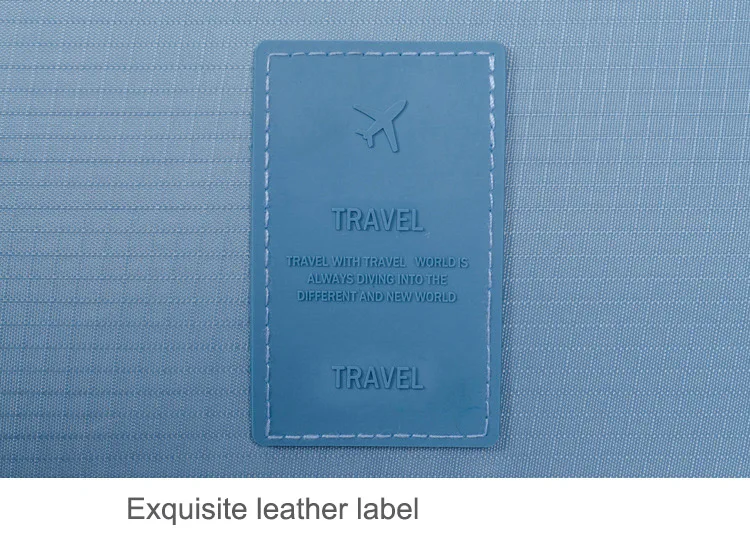 TRAVEL
TRAVEL WITH TRAVEL WORLD IS
ALWAYS DIVING INTO THE
DIFFERENT AND NEW WORLD
TRAVEL
Exquisite leather label